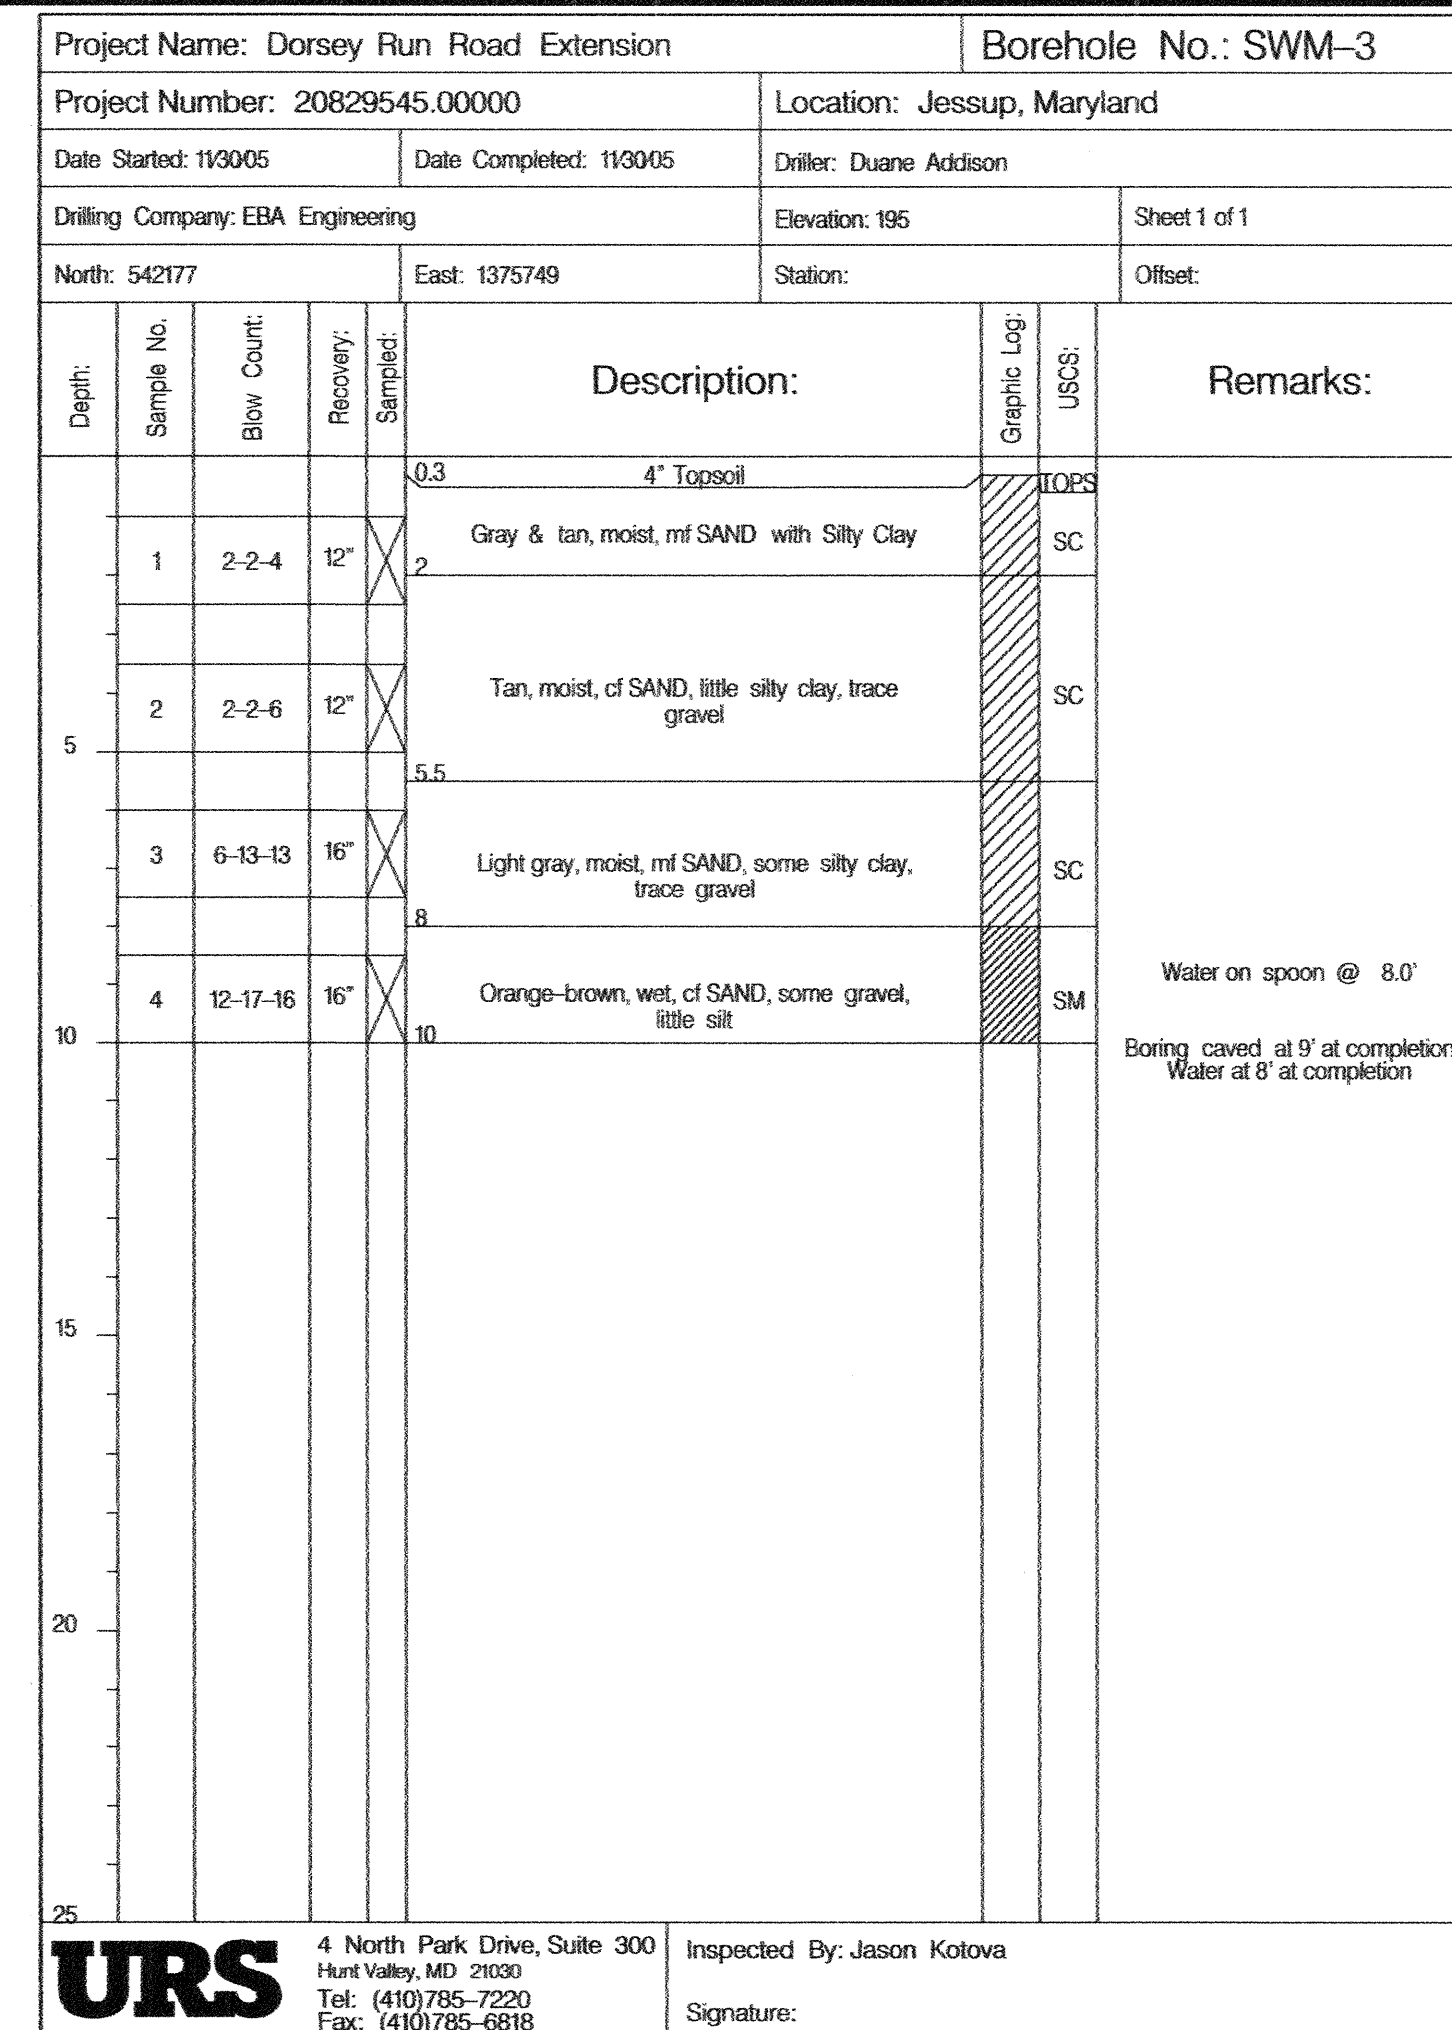 Project Name: Dorsey Run Road Extension
Borehole No.: SWM-3
Project Number: 20829545.00000
Location: Jessup, Maryland
Date Started: 11/30/05
Date Completed: 11/30/05
Driller: Duane Addison
Drilling Company: EBA Engineering
Elevation: 195
Sheet 1 of 1
North: 542177
East: 1375749
Station:
Offset:
Depth:
Sample No.
Blow Count:
Recovery:
Sampled:
Description:
Graphic Log:
USCS:
Remarks:
0.3
4" Topsoil
TOPS
Gray & tan, moist, mf SAND with Silty Clay
SC
1
2-2-4
12"
2
Tan, moist, cf SAND, little silty clay, trace
gravel
SC
2
2-2-6
12"
5
5.5
3
6-13-13
16"
Light gray, moist, mf SAND, some silty clay,
trace gravel
SC
8
Water on spoon @ 8.0'
4
12-17-16
16"
Orange-brown, wet, cf SAND, some gravel,
little silt
SM
10
10
Boring caved at 9' at completion
Water at 8' at completion
15
20
25
URS
4 North Park Drive, Suite 300
Hunt Valley, MD 21030
Tel: (410)785-7220
Fax: (410)785-6818
Inspected By: Jason Kotova
Signature: